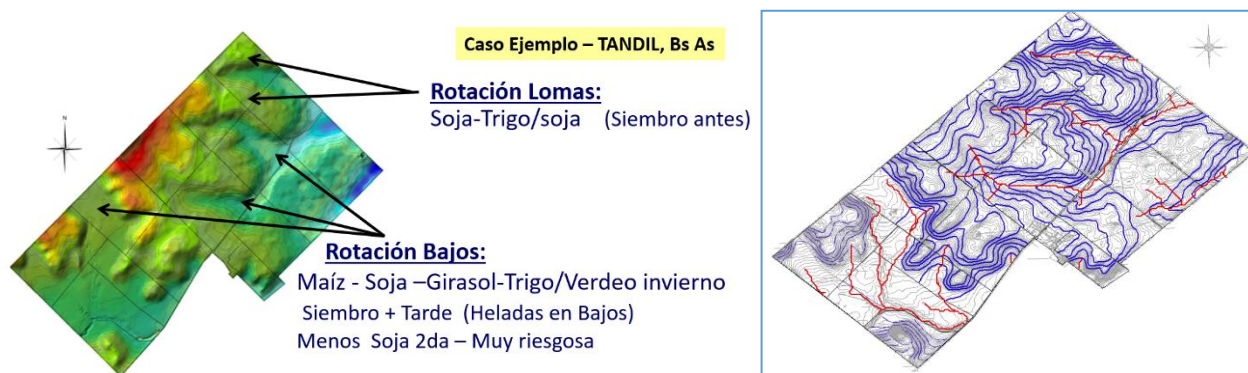 Caso Ejemplo – TANDIL, Bs As
Rotación Lomas:
Soja-Trigo/soja (Siembro antes)
Rotación Bajos:
Maíz - Soja –Girasol-Trigo/Verdeo invierno
Siembro + Tarde (Heladas en Bajos)
Menos Soja 2da – Muy riesgosa